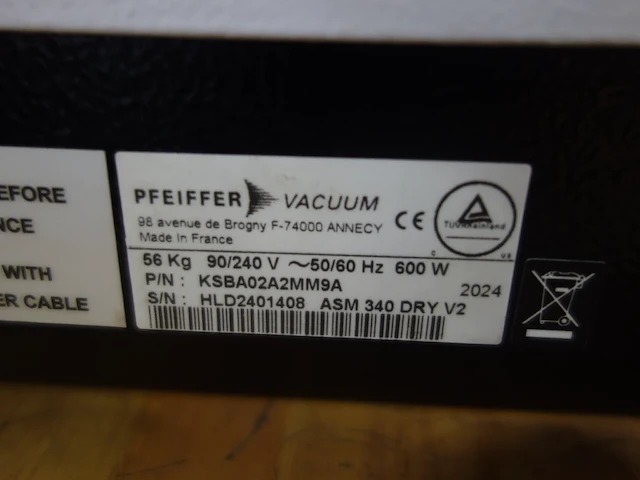 EFORE
NCE
WITH
ER CABLE
PFEIFFER VACUUM
98 avenue de Brogny F-74000 ANNECY
Made in France
CE
TÜVRheinland
C US
56 Kg 90/240 V ~50/60 Hz 600 W
P/N : KSBA02A2MM9A
2024
S/N : HLD2401408 ASM 340 DRY V2